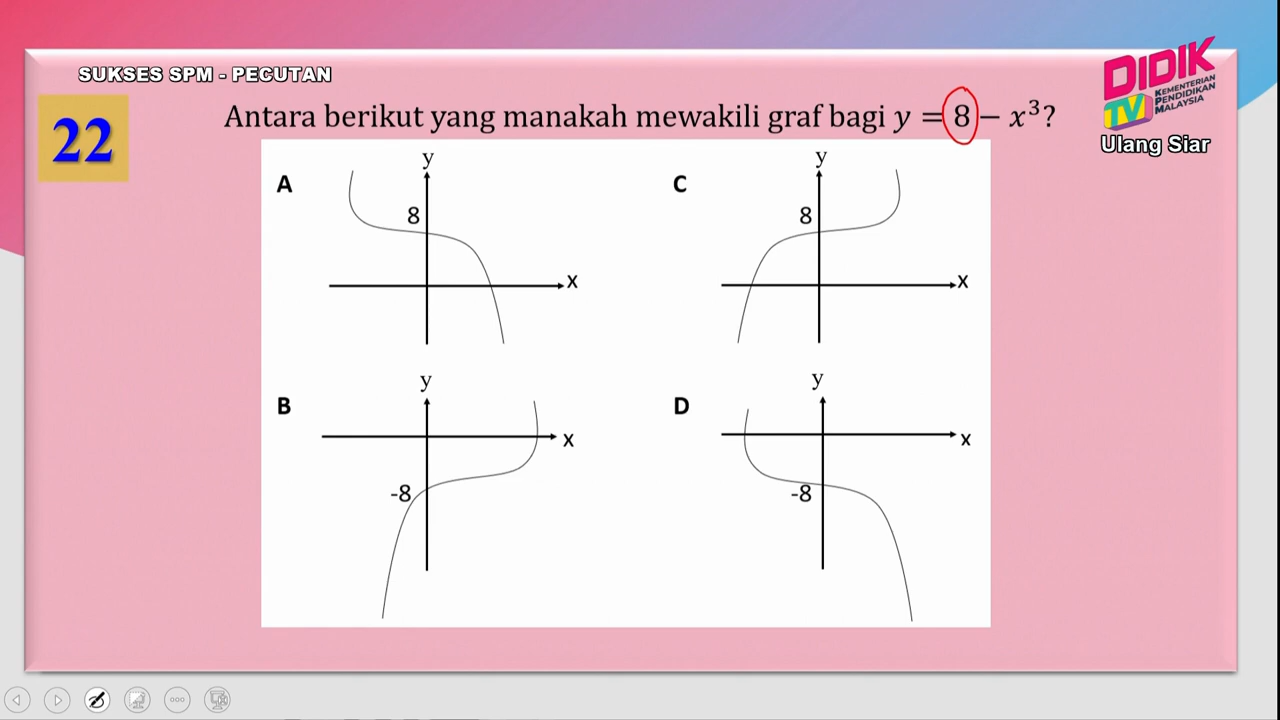 SUKSES SPM - PECUTAN
DIDIK
TV
KEMENTERIAN
PENDIDIKAN
MALAYSIA
Ulang Siar
22
Antara berikut yang manakah mewakili graf bagi y = 8 − x³?
A
y
8
x
C
y
8
x
B
y
x
-8
D
y
x
-8